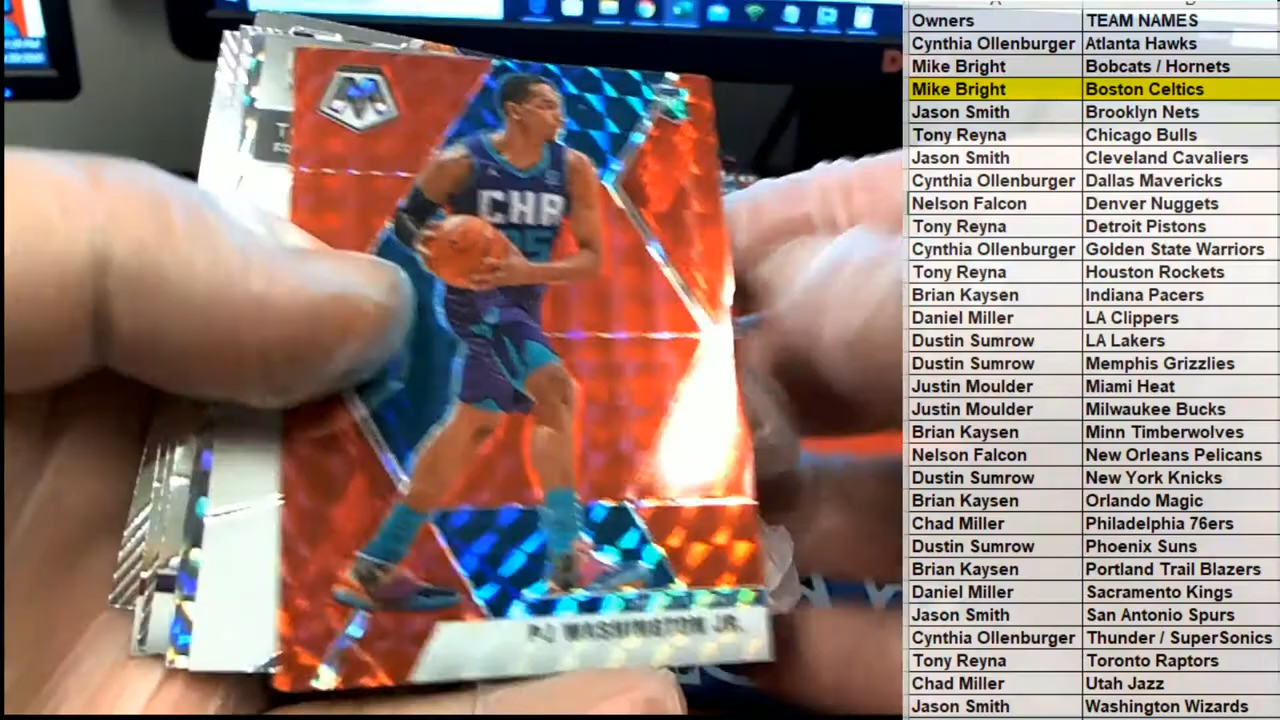 Owners TEAM NAMES
Cynthia Ollenburger Atlanta Hawks
Mike Bright Bobcats / Hornets
Mike Bright Boston Celtics
Jason Smith Brooklyn Nets
Tony Reyna Chicago Bulls
Jason Smith Cleveland Cavaliers
Cynthia Ollenburger Dallas Mavericks
Nelson Falcon Denver Nuggets
Tony Reyna Detroit Pistons
Cynthia Ollenburger Golden State Warriors
Tony Reyna Houston Rockets
Brian Kaysen Indiana Pacers
Daniel Miller LA Clippers
Dustin Sumrow LA Lakers
Dustin Sumrow Memphis Grizzlies
Justin Moulder Miami Heat
Justin Moulder Milwaukee Bucks
Brian Kaysen Minn Timberwolves
Nelson Falcon New Orleans Pelicans
Dustin Sumrow New York Knicks
Brian Kaysen Orlando Magic
Chad Miller Philadelphia 76ers
Dustin Sumrow Phoenix Suns
Brian Kaysen Portland Trail Blazers
Daniel Miller Sacramento Kings
Jason Smith San Antonio Spurs
Cynthia Ollenburger Thunder / SuperSonics
Tony Reyna Toronto Raptors
Chad Miller Utah Jazz
Jason Smith Washington Wizards
CHA
25
PJ WASHINGTON JR.